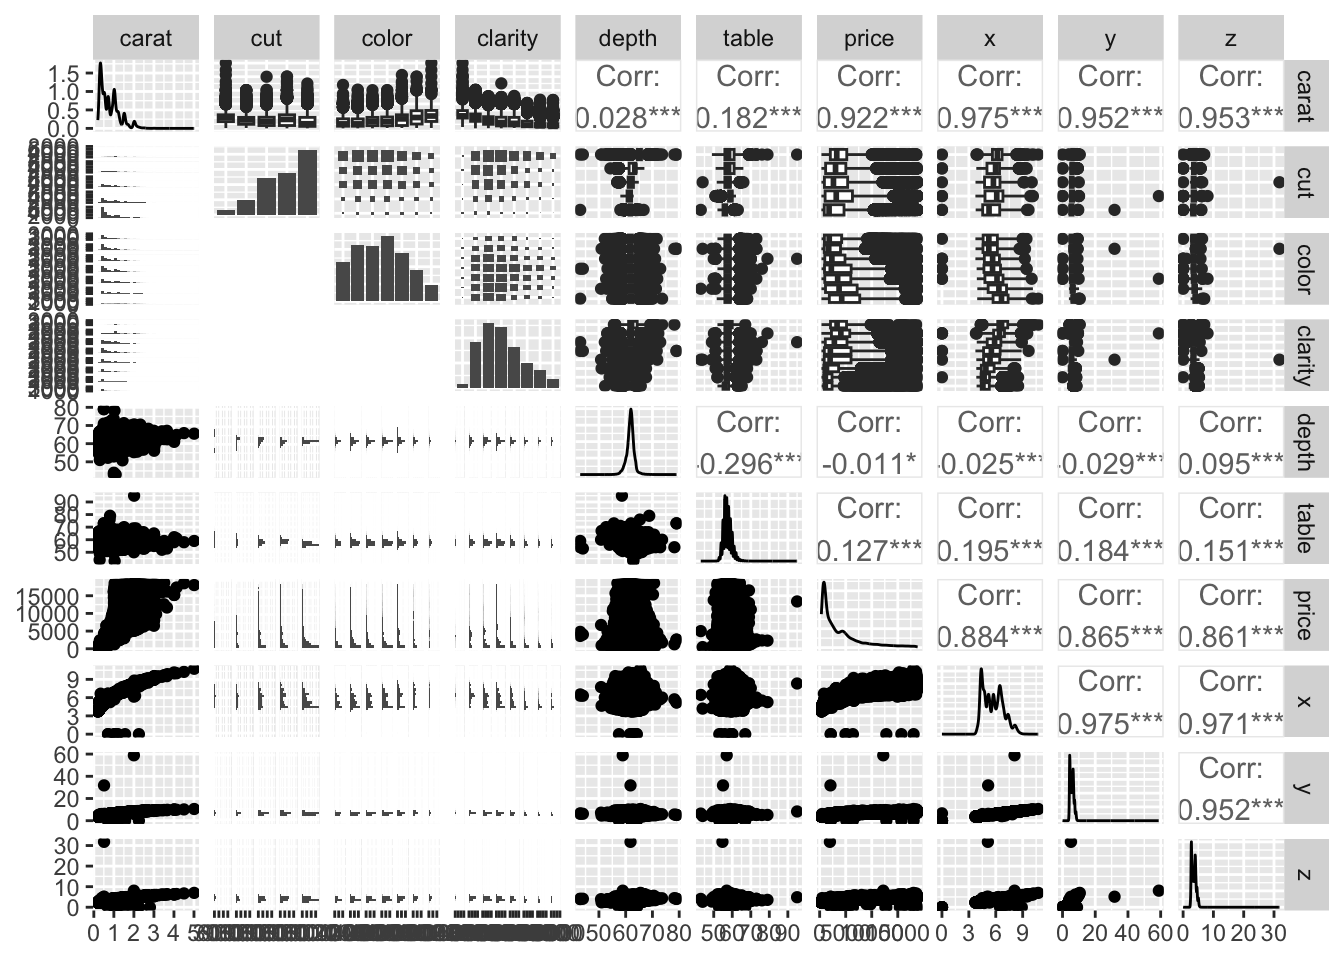 carat cut color clarity depth table price x y z
Corr: Corr: Corr: Corr: Corr: Corr:
0.028*** 0.182*** 0.922*** 0.975*** 0.952*** 0.953***
carat
1.5
1.0
0.5
0.0
cut
color
clarity
80
70
60
50
Corr: Corr: Corr: Corr: Corr:
-0.296*** -0.011* -0.025*** -0.029*** 0.095***
depth
90
80
70
60
50
Corr: Corr: Corr: Corr:
0.127*** 0.195*** 0.184*** 0.151***
table
15000
10000
5000
0
Corr: Corr: Corr:
0.884*** 0.865*** 0.861***
price
9
6
3
0
Corr: Corr:
0.975*** 0.971***
x
60
40
20
0
Corr:
0.952***
y
30
20
10
0
z
0 1 2 3 4 5 50 60 70 80 50 60 70 80 90 0 5000 10000 15000 0 3 6 9 0 20 40 60 0 10 20 30